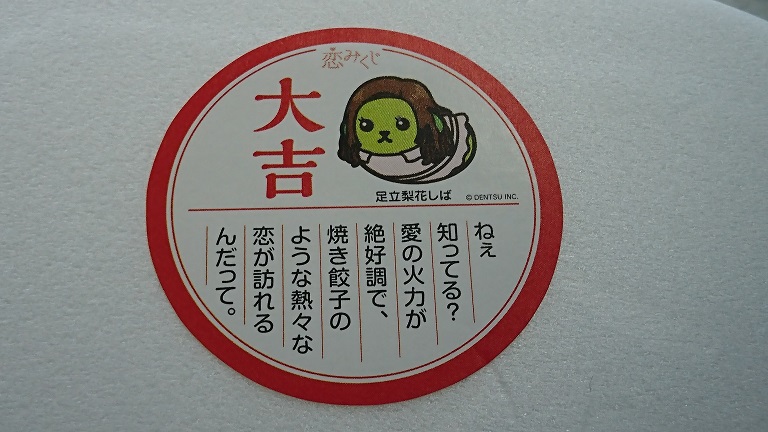 恋みくじ
大吉
足立梨花しば
© DENTSU INC.
ねぇ
知ってる?
愛の火力が
絶好調で、
焼き餃子の
ような熱々な
恋が訪れる
んだって。